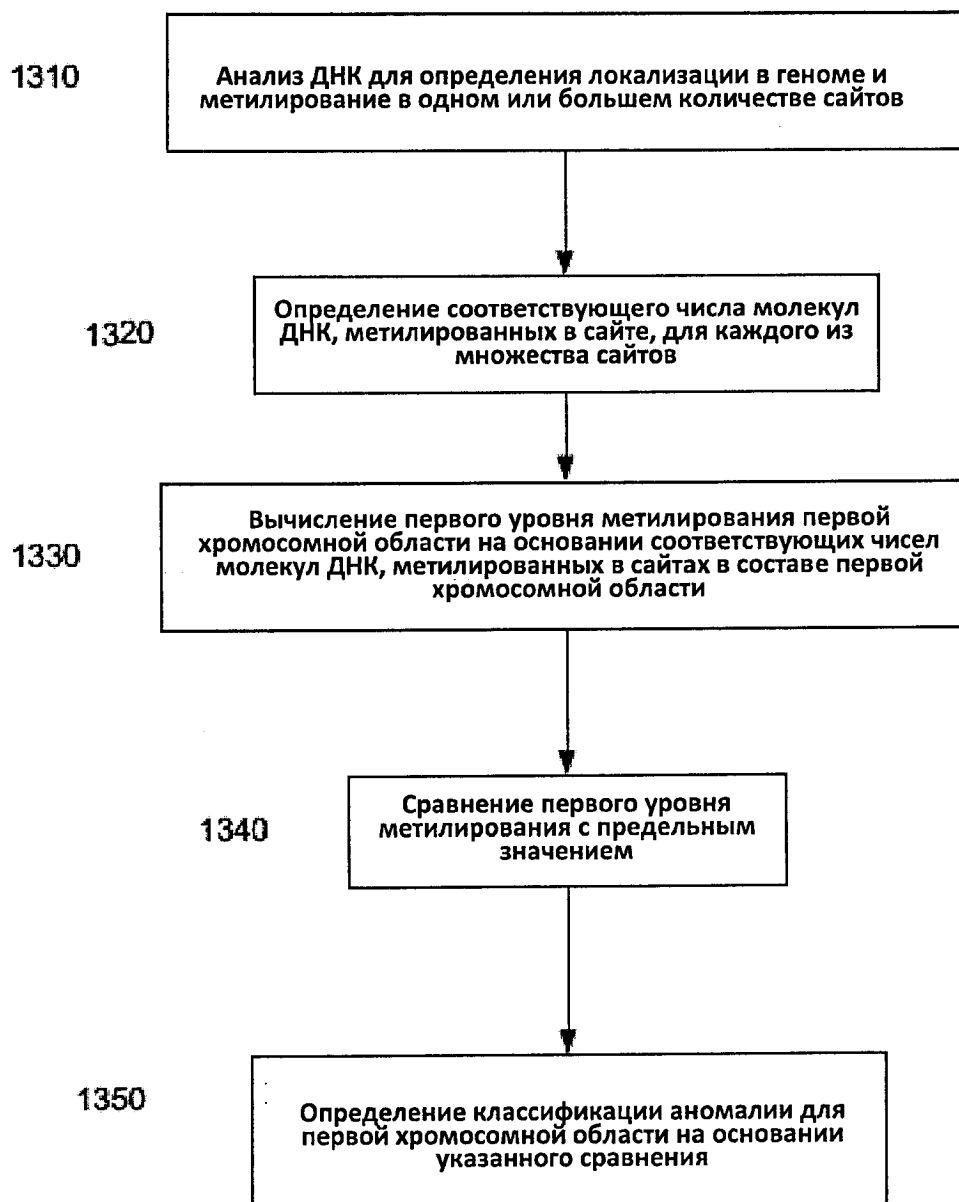 1310
Анализ ДНК для определения локализации в геноме и
метилирование в одном или большем количестве сайтов
1320
Определение соответствующего числа молекул
ДНК, метилированных в сайте, для каждого из
множества сайтов
1330
Вычисление первого уровня метилирования первой
хромосомной области на основании соответствующих чисел
молекул ДНК, метилированных в сайтах в составе первой
хромосомной области
1340
Сравнение первого уровня
метилирования с предельным
значением
1350
Определение классификации аномалии для
первой хромосомной области на основании
указанного сравнения